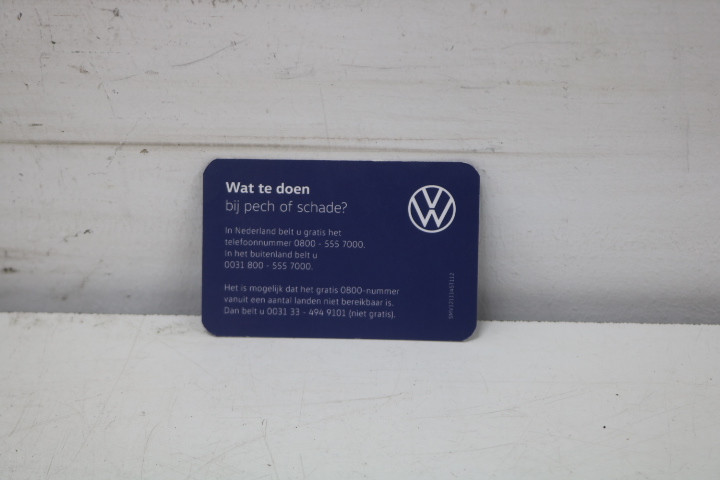 Wat te doen
bij pech of schade?
In Nederland belt u gratis het
telefoonnummer 0800 - 555 7000.
in het buitenland belt u
0031 800 - 555 7000.
Het is mogelijk dat het gratis 0800-nummer
vanuit een aantal landen niet bereikbaar is.
Dan belt u 0031 33 - 494 9101 (niet gratis).